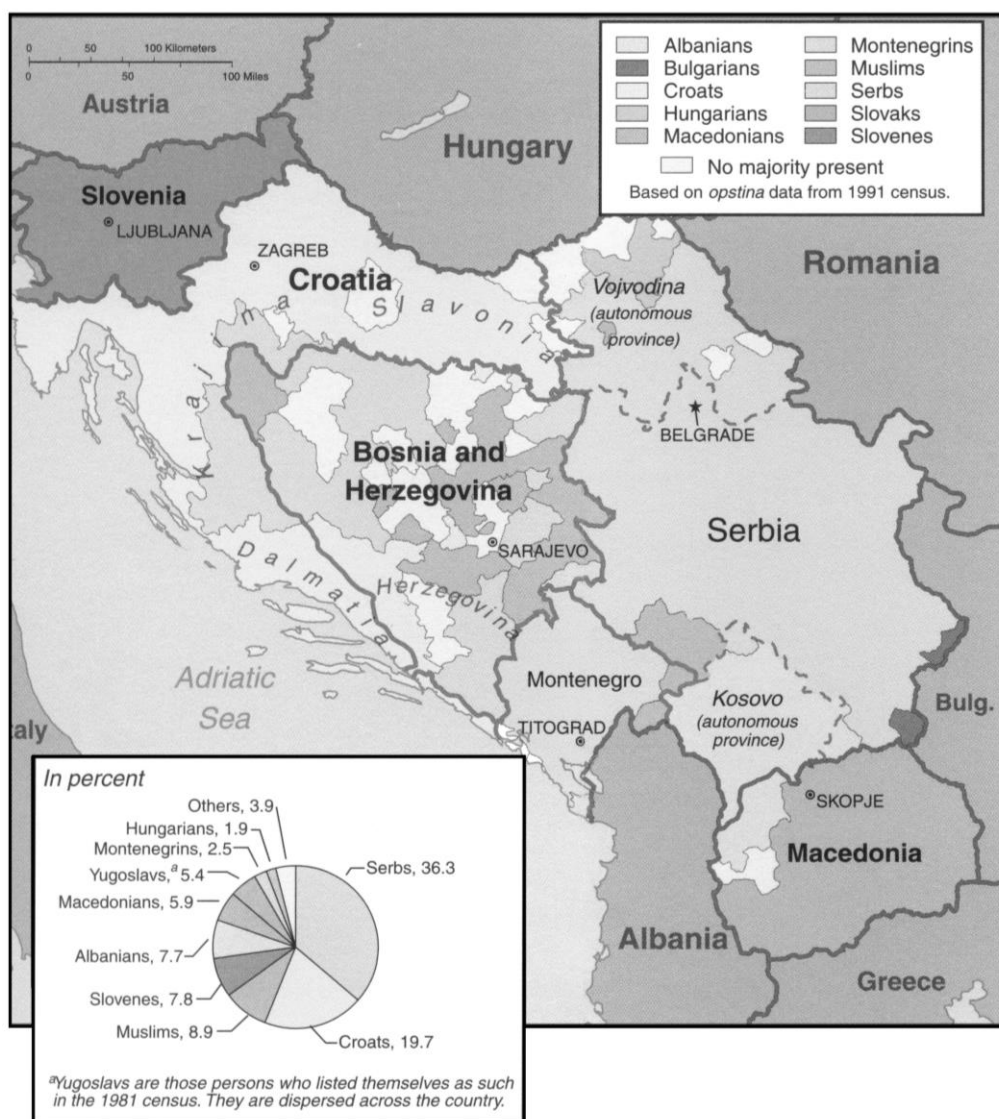 0 50 100 Kilometers
0 50 100 Miles
Albanians
Bulgarians
Croats
Hungarians
Macedonians
Montenegrins
Muslims
Serbs
Slovaks
Slovenes
No majority present
Based on opstina data from 1991 census.
Austria
Hungary
Romania
Slovenia
LJUBLJANA
ZAGREB
Croatia
Slavonia
Krajina
Vojvodina
(autonomous
province)
BELGRADE
Bosnia and
Herzegovina
SARAJEVO
Serbia
Dalmatia
Herzegovina
Adriatic
Sea
Montenegro
TITOGRAD
Kosovo
(autonomous
province)
Bulg.
aly
SKOPJE
Macedonia
Albania
Greece
In percent
Others, 3.9
Hungarians, 1.9
Montenegrins, 2.5
Yugoslavs,a 5.4
Macedonians, 5.9
Albanians, 7.7
Slovenes, 7.8
Muslims, 8.9
Serbs, 36.3
Croats, 19.7
aYugoslavs are those persons who listed themselves as such
in the 1981 census. They are dispersed across the country.